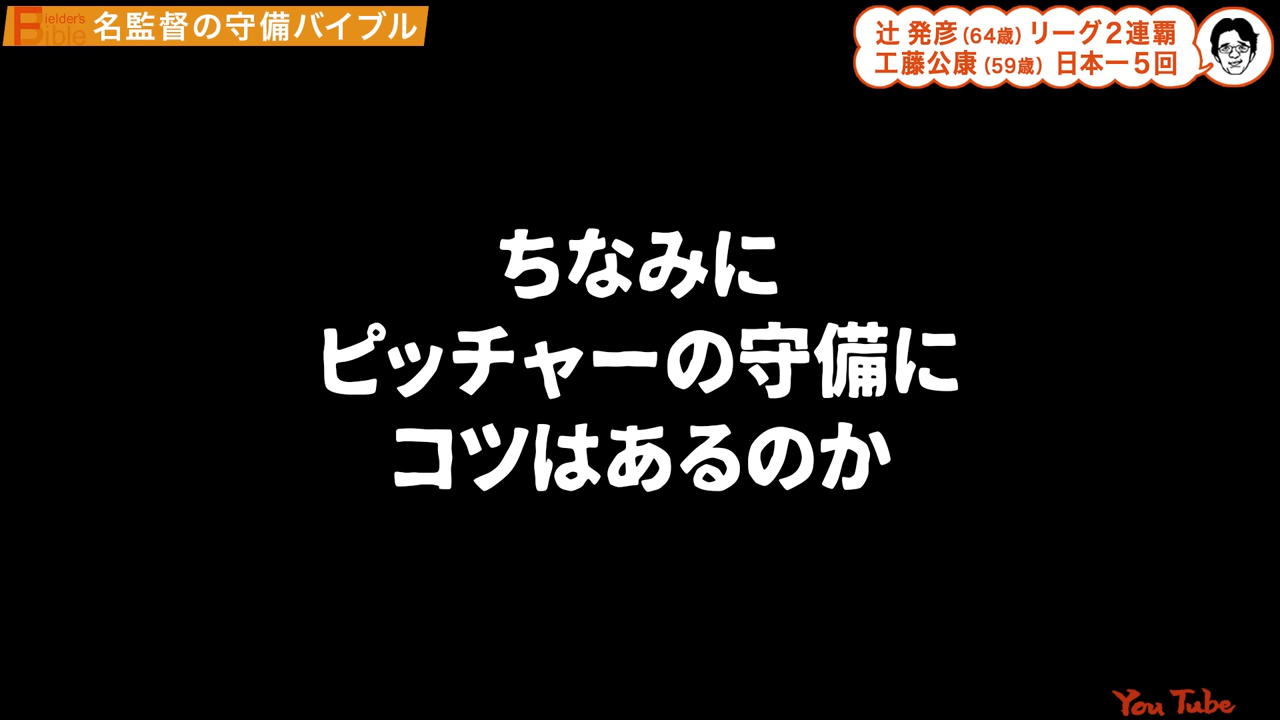 Fielder's
Bible
名監督の守備バイブル
辻 発彦(64歳) リーグ2連覇
工藤公康(59歳) 日本一5回
ちなみに
ピッチャーの守備に
コツはあるのか
You Tube